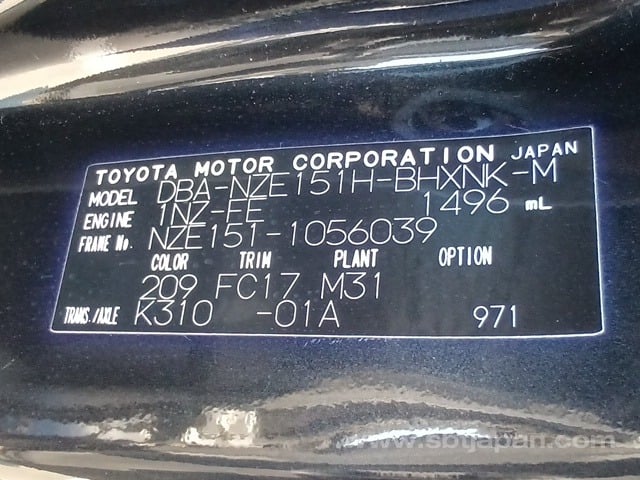 TOYOTA MOTOR CORPORATION JAPAN
MODEL DBA-NZE151H-BHXNK-M
ENGINE 1NZ-FE 1496 mL
FRAME No. NZE151-1056039
COLOR TRIM PLANT OPTION
209 FC17 M31
TRANS./AXLE K310 -01A 971
www.sbtjapan.com